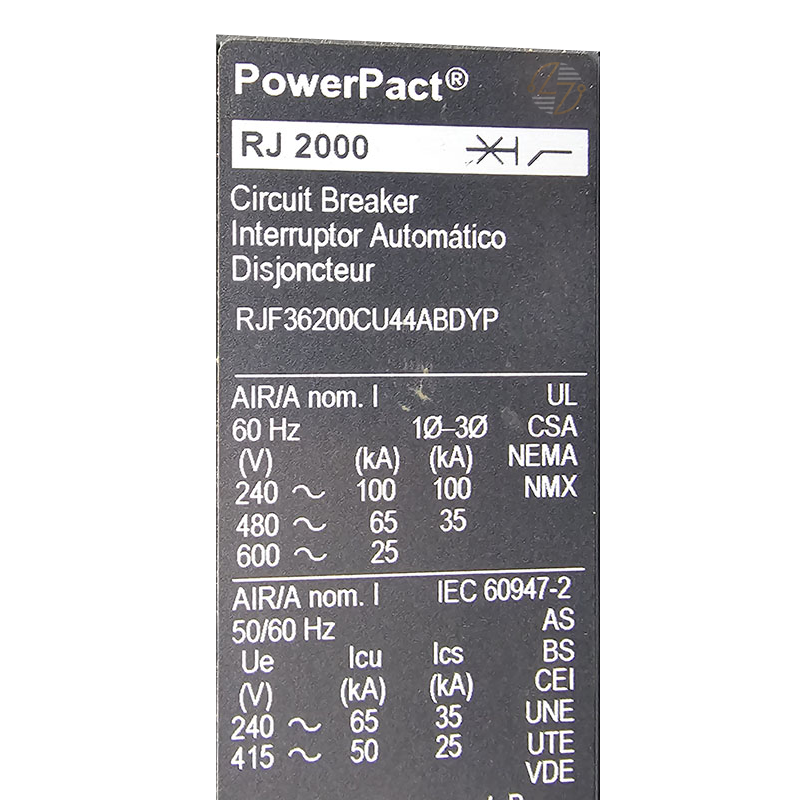 PowerPact®
RJ 2000
Circuit Breaker
Interruptor Automático
Disjoncteur
RJF36200CU44ABDYP
AIR/A nom. I UL
60 Hz 1Ø–3Ø CSA
(V) (kA) (kA) NEMA
240 ～ 100 100 NMX
480 ～ 65 35
600 ～ 25
AIR/A nom. I IEC 60947-2
50/60 Hz AS
Ue Icu Ics BS
(V) (kA) (kA) CEI
240 ～ 65 35 UNE
415 ～ 50 25 UTE
VDE